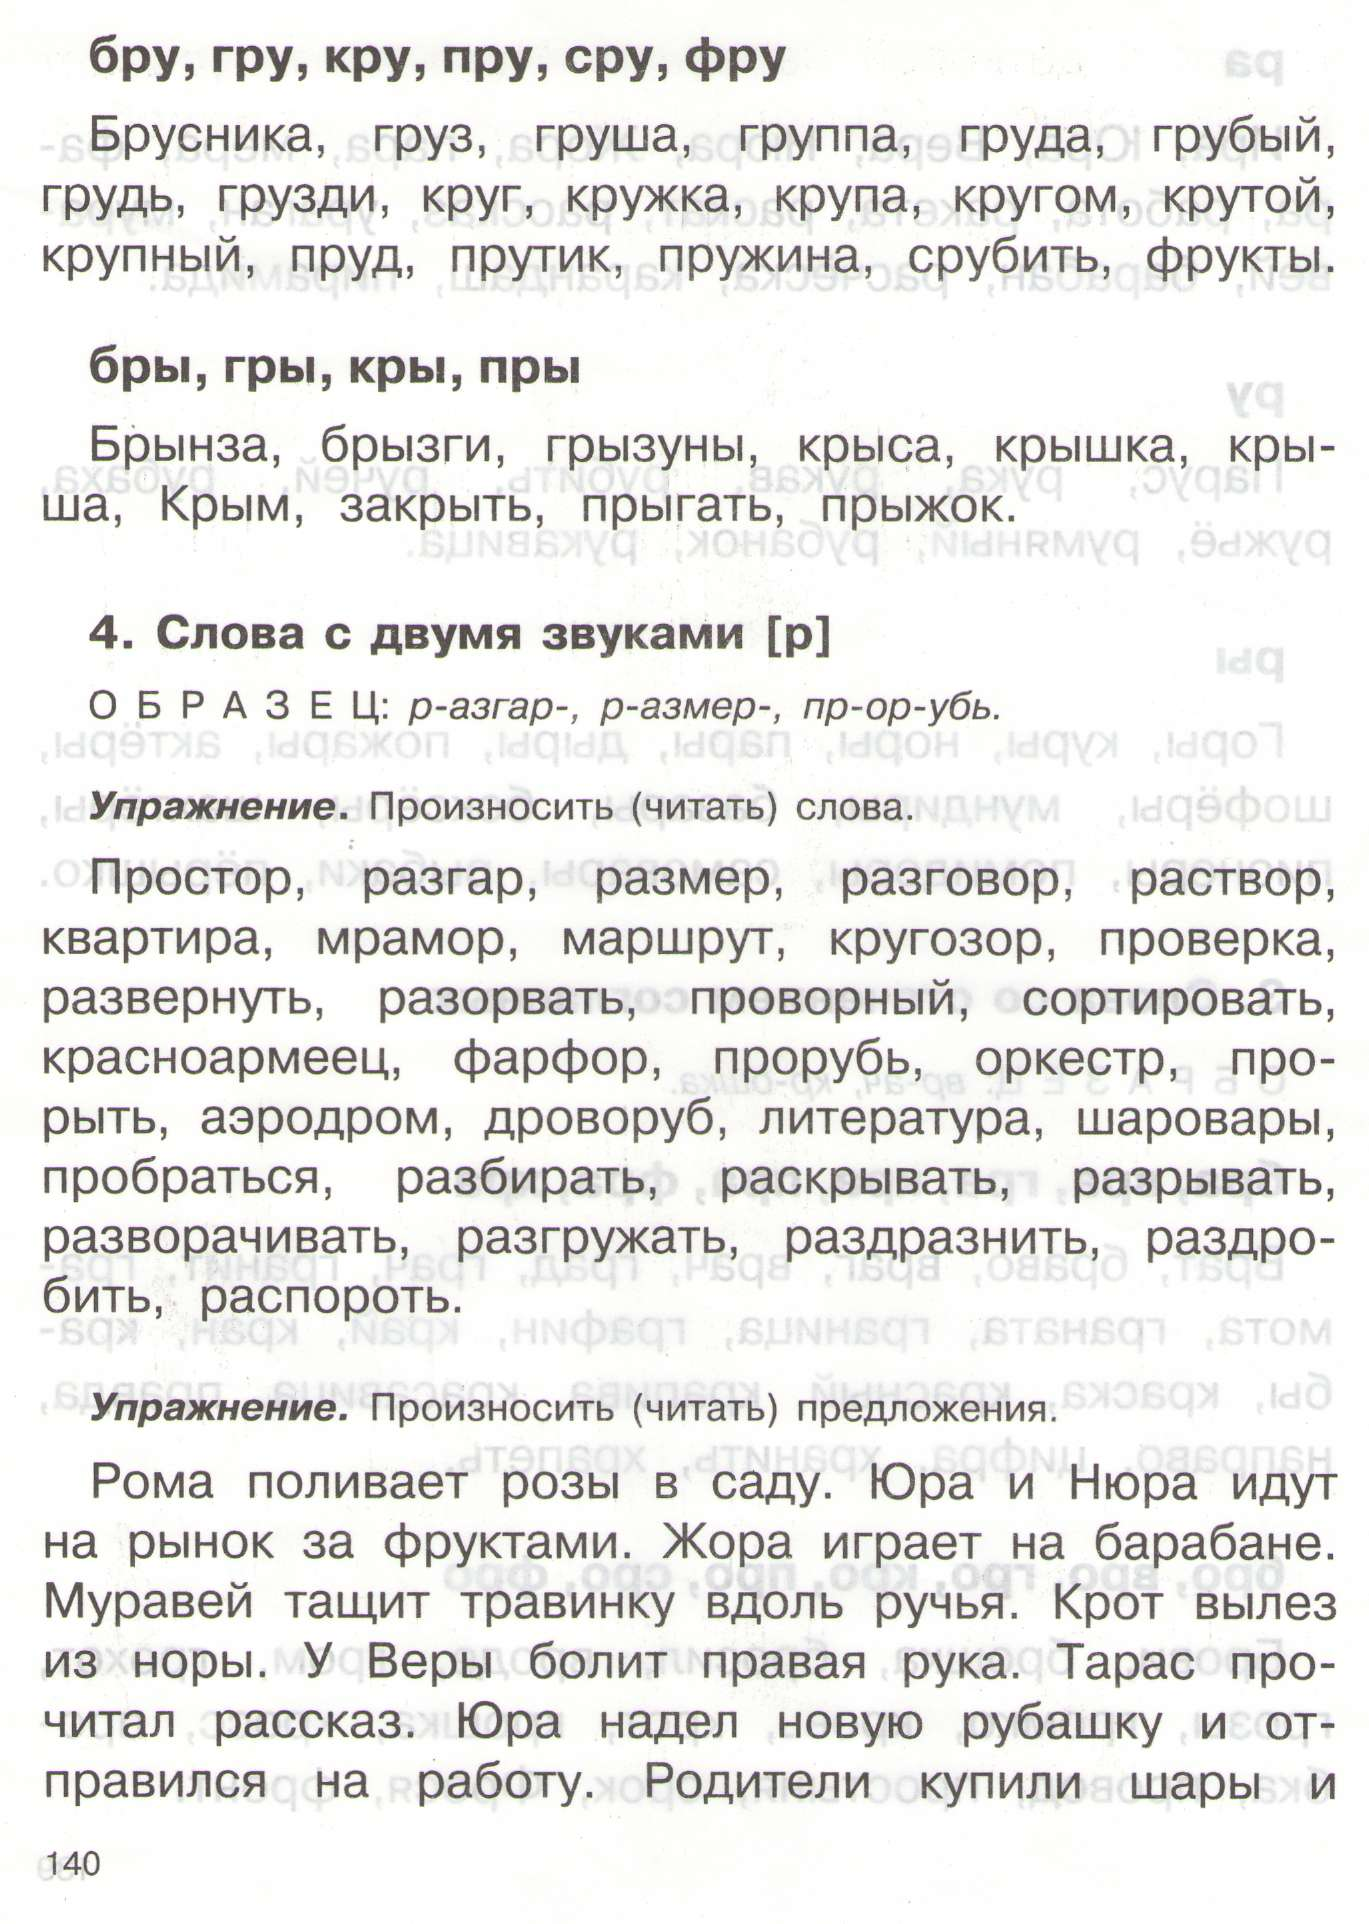 бру, гру, кру, пру, сру, фру
Брусника, груз, груша, группа, груда, грубый,
грудь, грузди, круг, кружка, крупа, кругом, крутой,
крупный, пруд, прутик, пружина, срубить, фрукты.
бры, гры, кры, пры
Брынза, брызги, грызуны, крыса, крышка, кры-
ша, Крым, закрыть, прыгать, прыжок.
4. Слова с двумя звуками [р]
О Б Р А З Е Ц: р-азгар-, р-азмер-, пр-ор-убь.
Упражнение. Произносить (читать) слова.
Простор, разгар, размер, разговор, раствор,
квартира, мрамор, маршрут, кругозор, проверка,
развернуть, разорвать, проворный, сортировать,
красноармеец, фарфор, прорубь, оркестр, про-
рыть, аэродром, дроворуб, литература, шаровары,
пробраться, разбирать, раскрывать, разрывать,
разворачивать, разгружать, раздразнить, раздро-
бить, распороть.
Упражнение. Произносить (читать) предложения.
Рома поливает розы в саду. Юра и Нюра идут
на рынок за фруктами. Жора играет на барабане.
Муравей тащит травинку вдоль ручья. Крот вылез
из норы. У Веры болит правая рука. Тарас про-
читал рассказ. Юра надел новую рубашку и от-
правился на работу. Родители купили шары и
140